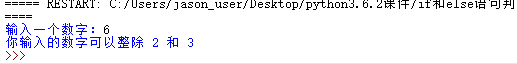 ===== RESTART: C:/Users/jason_user/Desktop/python3.6.2课件/if和else语句判
====
输入一个数字：6
你输入的数字可以整除 2 和 3
>>>